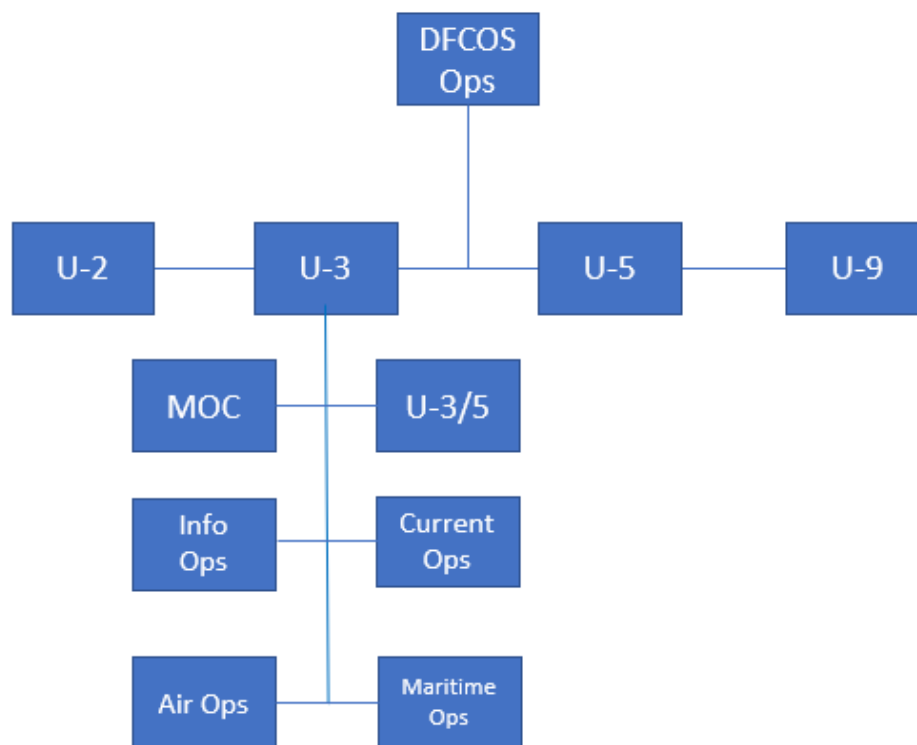 DFCOS
Ops
U-2
U-3
U-5
U-9
MOC
U-3/5
Info
Ops
Current
Ops
Air Ops
Maritime
Ops